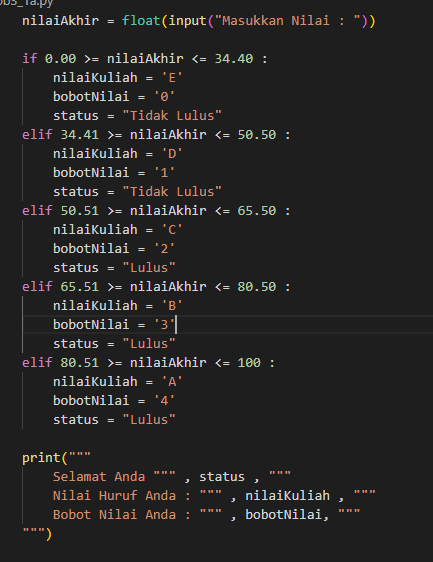 ob3_1a.py
nilaiAkhir = float(input("Masukkan Nilai : "))
if 0.00 >= nilaiAkhir <= 34.40 :
nilaiKuliah = 'E'
bobotNilai = '0'
status = "Tidak Lulus"
elif 34.41 >= nilaiAkhir <= 50.50 :
nilaiKuliah = 'D'
bobotNilai = '1'
status = "Tidak Lulus"
elif 50.51 >= nilaiAkhir <= 65.50 :
nilaiKuliah = 'C'
bobotNilai = '2'
status = "Lulus"
elif 65.51 >= nilaiAkhir <= 80.50 :
nilaiKuliah = 'B'
bobotNilai = '3'
status = "Lulus"
elif 80.51 >= nilaiAkhir <= 100 :
nilaiKuliah = 'A'
bobotNilai = '4'
status = "Lulus"
print("""
Selamat Anda """ , status , """
Nilai Huruf Anda : """ , nilaiKuliah , """
Bobot Nilai Anda : """ , bobotNilai, """
""")